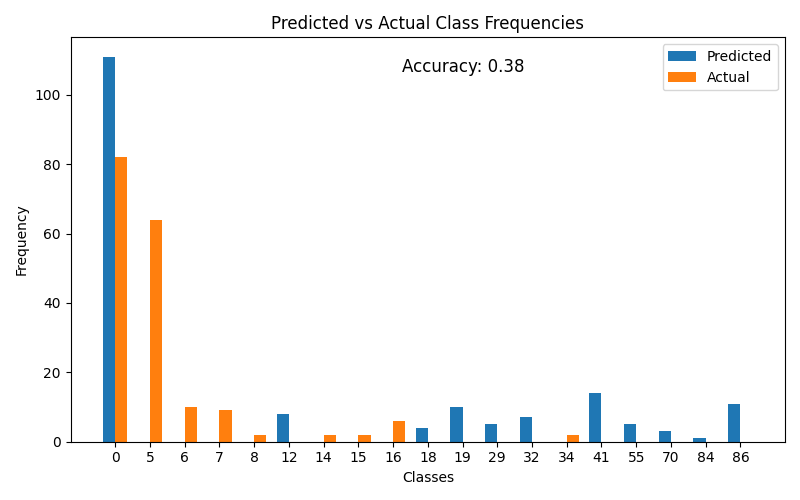 Predicted vs Actual Class Frequencies
Accuracy: 0.38
Predicted
Actual
Frequency
100
80
60
40
20
0
0 5 6 7 8 12 14 15 16 18 19 29 32 34 41 55 70 84 86
Classes